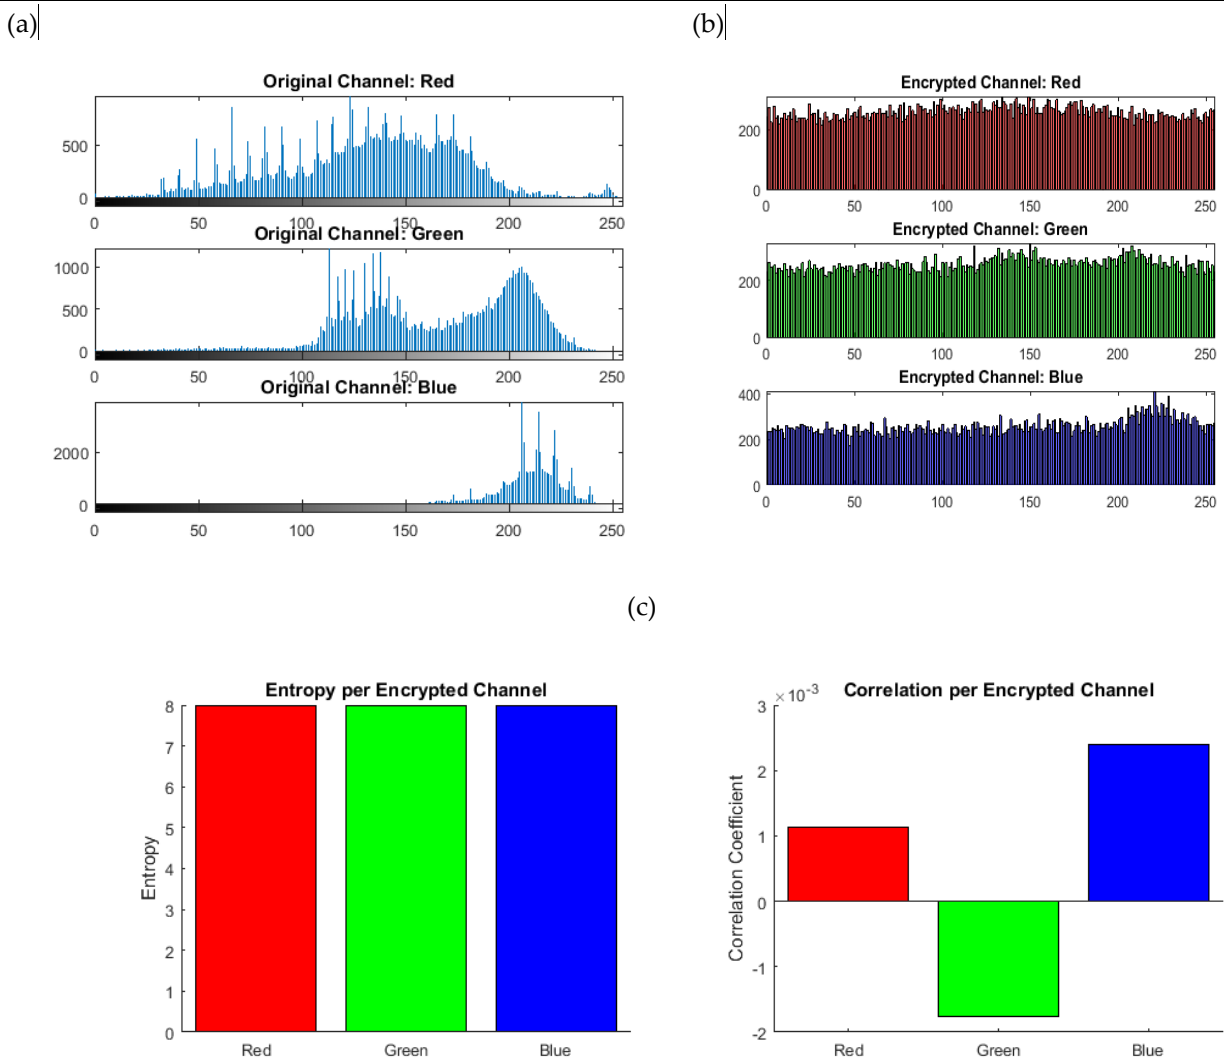 (a)
(b)
Original Channel: Red
500
0
0 50 100 150 200 250
Original Channel: Green
1000
500
0
0 50 100 150 200 250
Original Channel: Blue
2000
0
0 50 100 150 200 250
Encrypted Channel: Red
200
0
0 50 100 150 200 250
Encrypted Channel: Green
200
0
0 50 100 150 200 250
Encrypted Channel: Blue
400
200
0
0 50 100 150 200 250
(c)
Entropy per Encrypted Channel
8
7
6
5
4
3
2
1
0
Entropy
Red Green Blue
Correlation per Encrypted Channel
×10-3
3
2
1
0
-1
-2
Correlation Coefficient
Red Green Blue